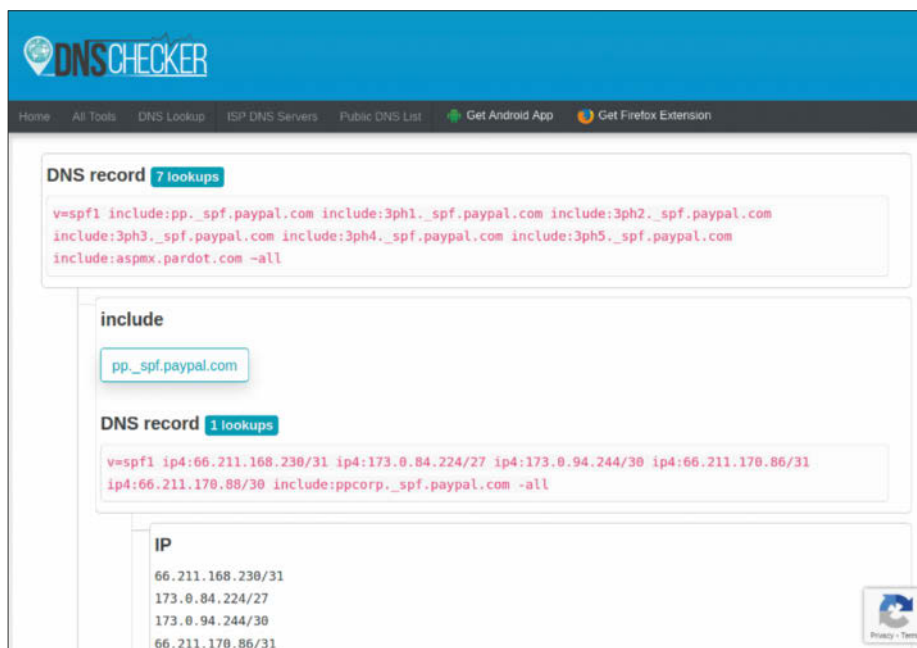 DNSCHECKER
Home All Tools DNS Lookup ISP DNS Servers Public DNS List Get Android App Get Firefox Extension
DNS record 7 lookups
v=spf1 include:pp._spf.paypal.com include:3ph1._spf.paypal.com include:3ph2._spf.paypal.com
include:3ph3._spf.paypal.com include:3ph4._spf.paypal.com include:3ph5._spf.paypal.com
include:aspmx.pardot.com ~all
include
pp._spf.paypal.com
DNS record 1 lookups
v=spf1 ip4:66.211.168.230/31 ip4:173.0.84.224/27 ip4:173.0.94.244/30 ip4:66.211.170.86/31
ip4:66.211.170.88/30 include:ppcorp._spf.paypal.com -all
IP
66.211.168.230/31
173.0.84.224/27
173.0.94.244/30
66.211.170.86/31
Privacy - Term